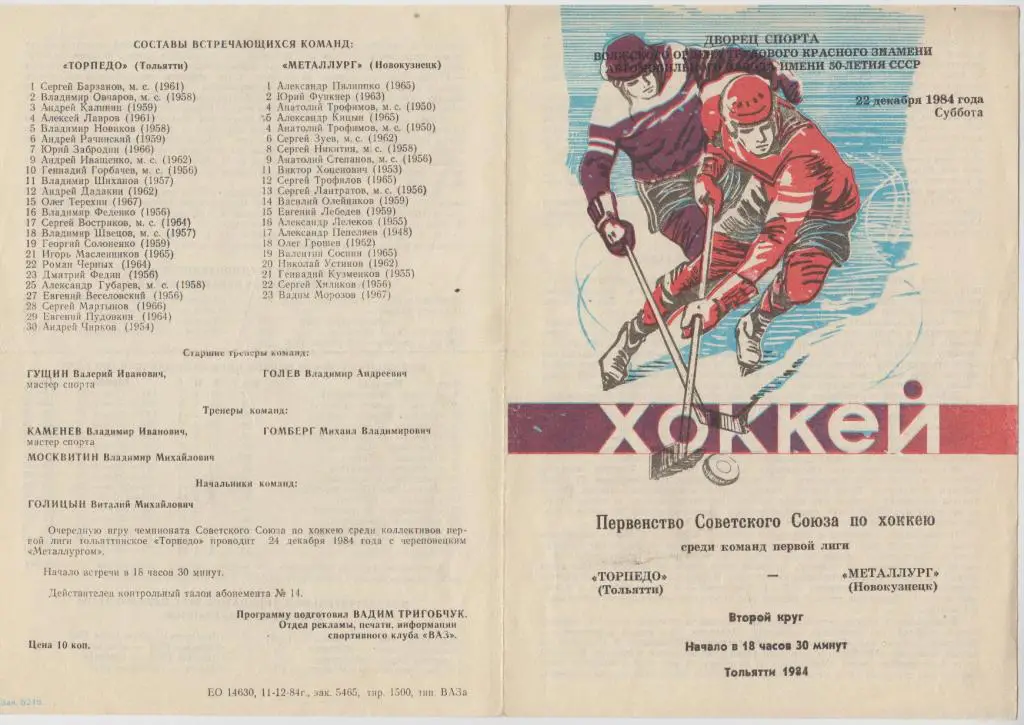 СОСТАВЫ ВСТРЕЧАЮЩИХСЯ КОМАНД:
«ТОРПЕДО» (Тольятти)
1 Сергей Барзанов, м. с. (1961)
2 Владимир Овчаров, м. с. (1958)
3 Андрей Калинин (1959)
4 Алексей Лавров (1961)
5 Владимир Новиков (1958)
6 Андрей Рачинский (1959)
7 Юрий Забродин (1966)
9 Андрей Иващенко, м. с. (1962)
10 Геннадий Горбачев, м. с. (1956)
11 Владимир Шиханов (1957)
12 Андрей Дадакин (1962)
15 Олег Терехин (1967)
16 Владимир Феденко (1956)
17 Сергей Востриков, м. с. (1964)
18 Владимир Швецов, м. с. (1957)
19 Георгий Солоненко (1959)
21 Игорь Масленников (1965)
22 Роман Черных (1964)
23 Дмитрий Федин (1956)
25 Александр Губарев, м. с. (1958)
27 Евгений Веселовский (1956)
28 Сергей Мартынов (1966)
29 Евгений Пудовкин (1964)
30 Андрей Чирков (1954)
«МЕТАЛЛУРГ» (Новокузнецк)
1 Александр Пилипко (1965)
2 Юрий Функнер (1963)
4 Анатолий Трофимов, м. с. (1950)
5 Александр Кицын (1965)
4 Анатолий Трофимов, м. с. (1950)
6 Сергей Зуев, м. с. (1962)
8 Сергей Никитин, м. с. (1958)
9 Анатолий Степанов, м. с. (1959)
11 Виктор Хоценович (1953)
12 Сергей Трофилов (1965)
13 Сергей Лантратов, м. с. (1956)
14 Василий Олейников (1959)
15 Евгений Лебедев (1959)
16 Александр Лелеков (1955)
17 Александр Пепеляев (1948)
18 Олег Грошев (1962)
19 Валентин Соснин (1965)
20 Николай Устинов (1962)
21 Геннадий Кузменков (1955)
22 Сергей Хиляков (1956)
23 Вадим Морозов (1967)
Старшие тренеры команд:
ГУЩИН Валерий Иванович,
мастер спорта
ГОЛЕВ Владимир Андреевич
Тренеры команд:
КАМЕНЕВ Владимир Иванович,
мастер спорта
ГОМБЕРГ Михаил Владимирович
МОСКВИТИН Владимир Михайлович
Начальники команд:
ГОЛИЦЫН Виталий Михайлович
Очередную игру чемпионата Советского Союза по хоккею среди коллективов пер-
вой лиги тольяттинское «Торпедо» проводит 24 декабря 1984 года с череповецким
«Металлургом».
Начало встречи в 18 часов 30 минут.
Действителен контрольный талон абонемента № 14.
Программу подготовил ВАДИМ ТРИГОБЧУК.
Отдел рекламы, печати, информации
спортивного клуба «ВАЗ».
Цена 10 коп.
ЕО 14630, 11-12-84г., зак. 5465, тир. 1500, тип. ВАЗа
ДВОРЕЦ СПОРТА
ВОЛЖСКОГО ОРДЕНА ТРУДОВОГО КРАСНОГО ЗНАМЕНИ
АВТОМОБИЛЬНОГО ЗАВОДА ИМЕНИ 50-ЛЕТИЯ СССР
22 декабря 1984 года
Суббота
хоккей
Первенство Советского Союза по хоккею
среди команд первой лиги
«ТОРПЕДО» — «МЕТАЛЛУРГ»
(Тольятти) (Новокузнецк)
Второй круг
Начало в 18 часов 30 минут
Тольятти 1984